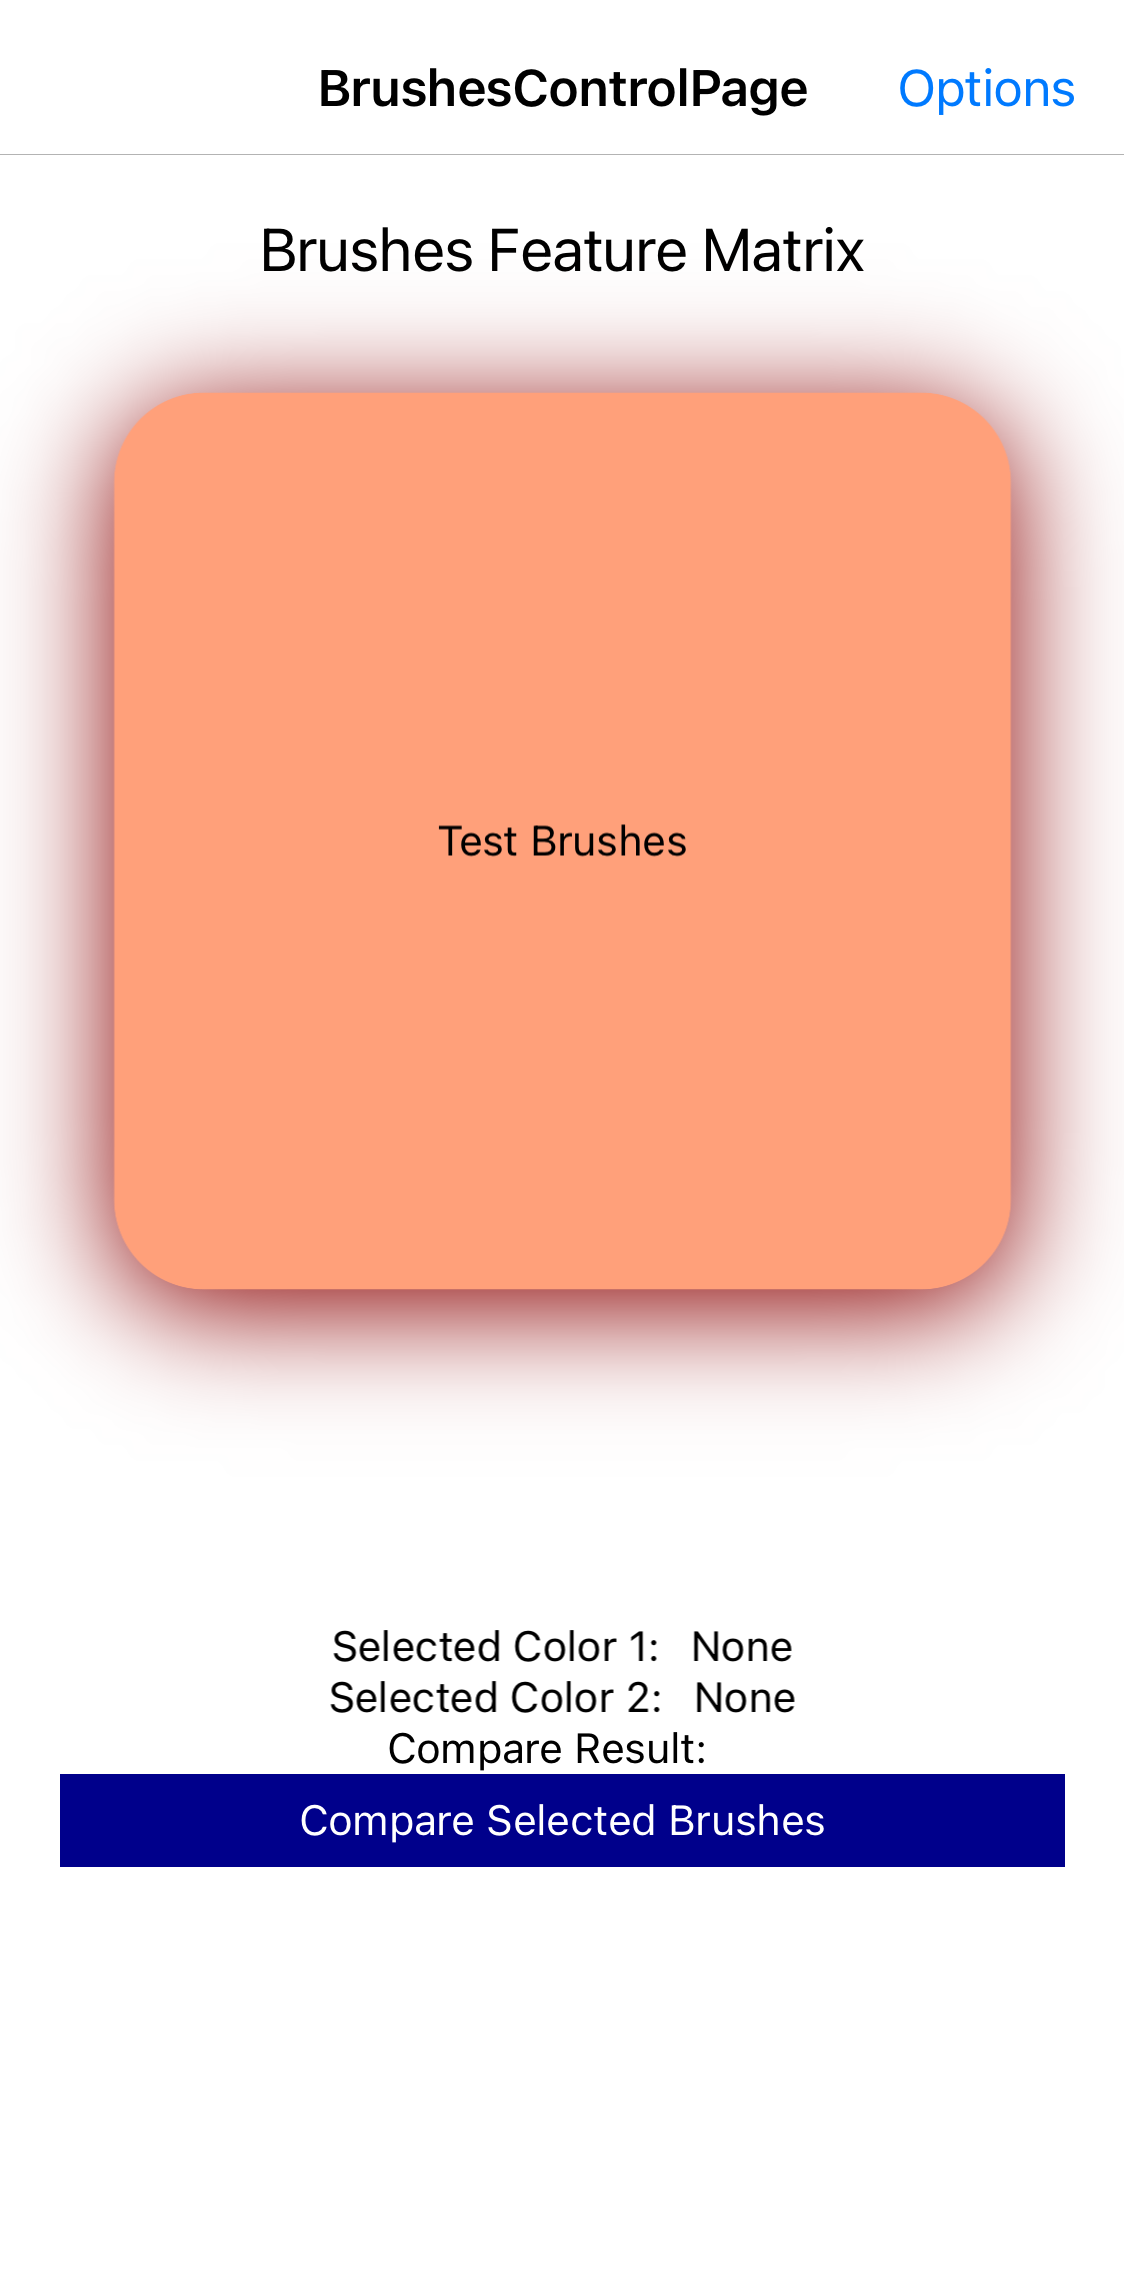 BrushesControlPage
Options
Brushes Feature Matrix
Test Brushes
Selected Color 1: None
Selected Color 2: None
Compare Result:
Compare Selected Brushes